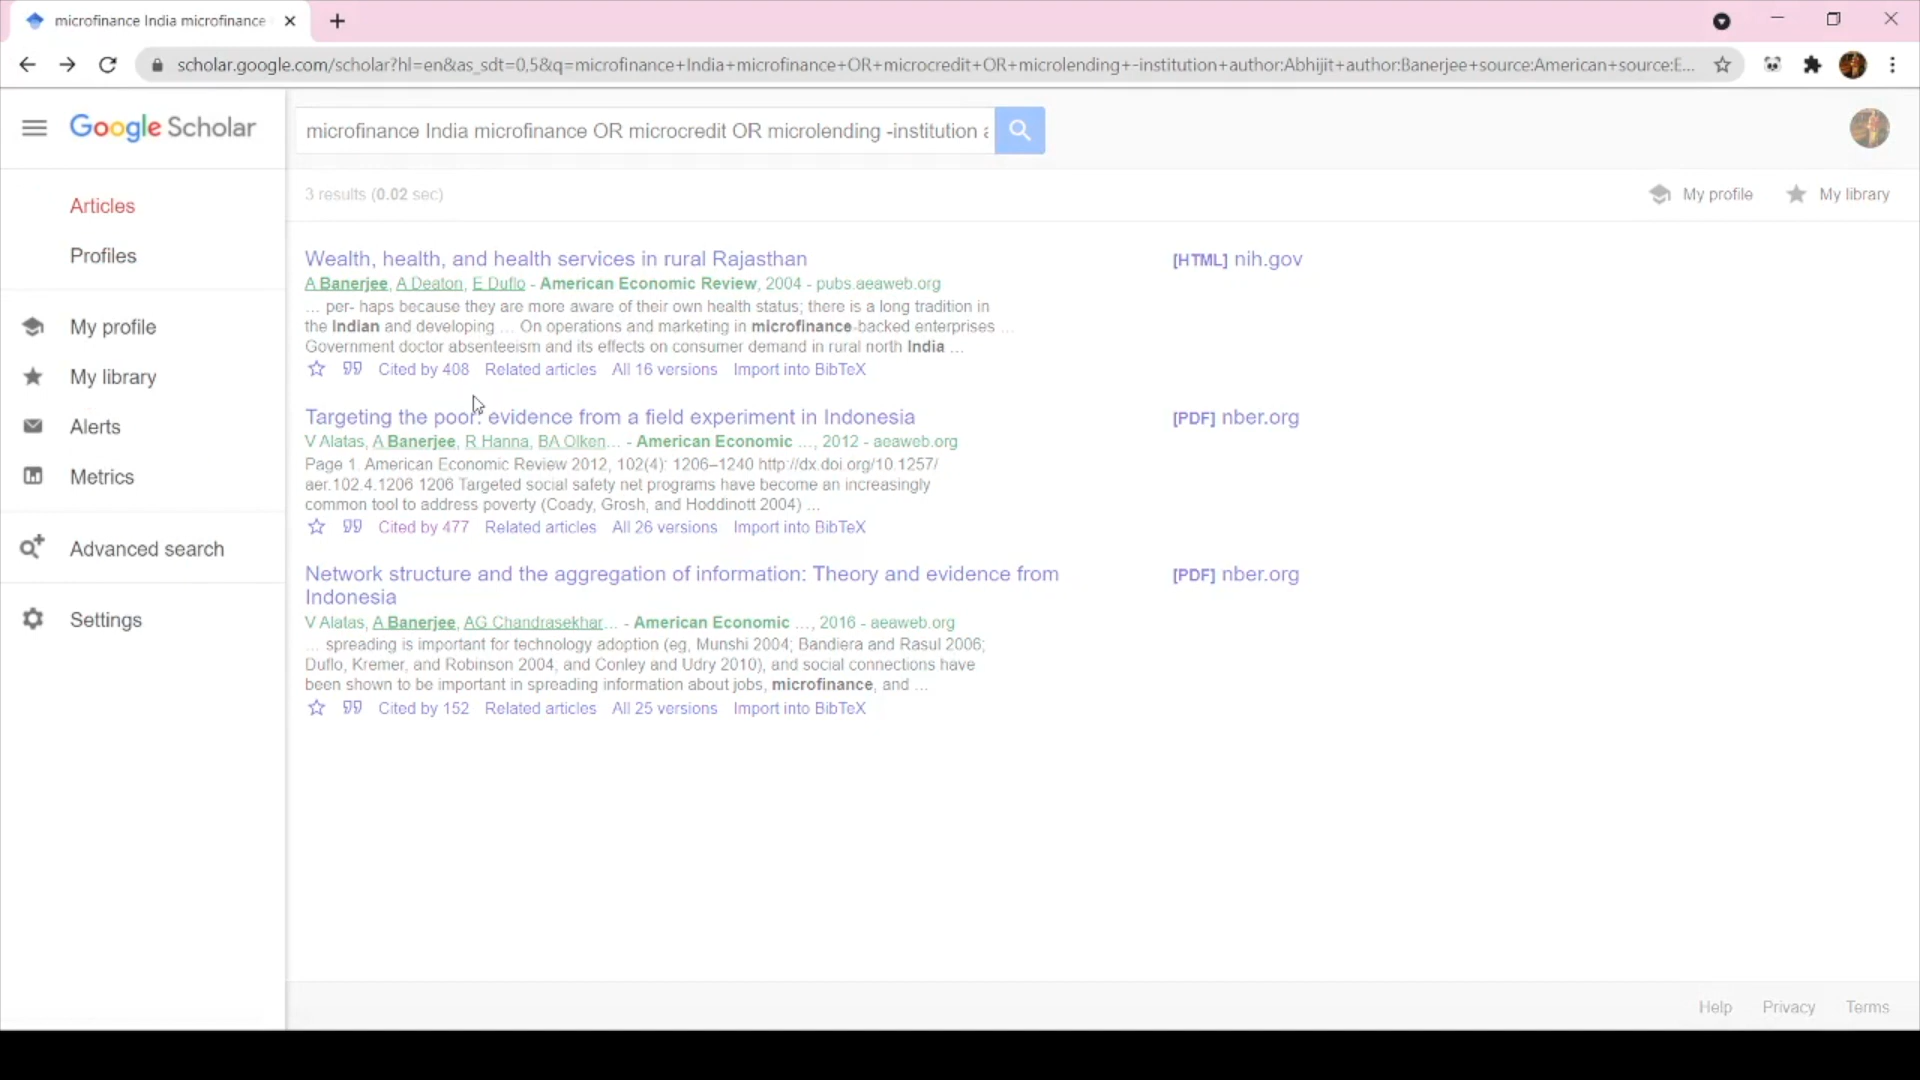 microfinance India microfinance
scholar.google.com/scholar?hl=en&as_sdt=0,5&q=microfinance+India+microfinance+OR+microcredit+OR+microlending+-institution+author:Abhijit+author:Banerjee+source:American+source:E...
Google Scholar
microfinance India microfinance OR microcredit OR microlending -institution a
3 results (0.02 sec)
My profile
My library
Articles
Profiles
My profile
My library
Alerts
Metrics
Advanced search
Settings
Wealth, health, and health services in rural Rajasthan
[HTML] nih.gov
A Banerjee, A Deaton, E Duflo - American Economic Review, 2004 - pubs.aeaweb.org
... per- haps because they are more aware of their own health status; there is a long tradition in
the Indian and developing ... On operations and marketing in microfinance-backed enterprises ...
Government doctor absenteeism and its effects on consumer demand in rural north India ...
Cited by 408 Related articles All 16 versions Import into BibTeX
Targeting the poor: evidence from a field experiment in Indonesia
[PDF] nber.org
V Alatas, A Banerjee, R Hanna, BA Olken... - American Economic ..., 2012 - aeaweb.org
Page 1. American Economic Review 2012, 102(4): 1206–1240 http://dx.doi org/10.1257/
aer.102.4.1206 1206 Targeted social safety net programs have become an increasingly
common tool to address poverty (Coady, Grosh, and Hoddinott 2004) ...
Cited by 477 Related articles All 26 versions Import into BibTeX
Network structure and the aggregation of information: Theory and evidence from
Indonesia
[PDF] nber.org
V Alatas, A Banerjee, AG Chandrasekhar... - American Economic ..., 2016 - aeaweb.org
... spreading is important for technology adoption (eg, Munshi 2004; Bandiera and Rasul 2006;
Duflo, Kremer, and Robinson 2004, and Conley and Udry 2010), and social connections have
been shown to be important in spreading information about jobs, microfinance, and ...
Cited by 152 Related articles All 25 versions Import into BibTeX
Help Privacy Terms